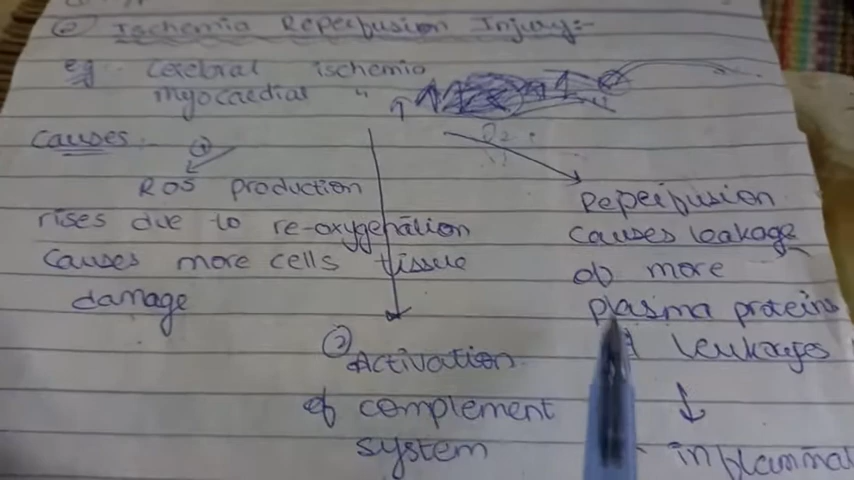 Ischemia Reperfusion Injury:-
eg. cerebral ischemia
myocardial "
causes:-
①
ROS production
rises due to re-oxygenation
causes more cells tissue
damage
②
Activation
of complement
system
Reperfusion
causes leakage
of more
plasma proteins
leukages
↓
inflammat